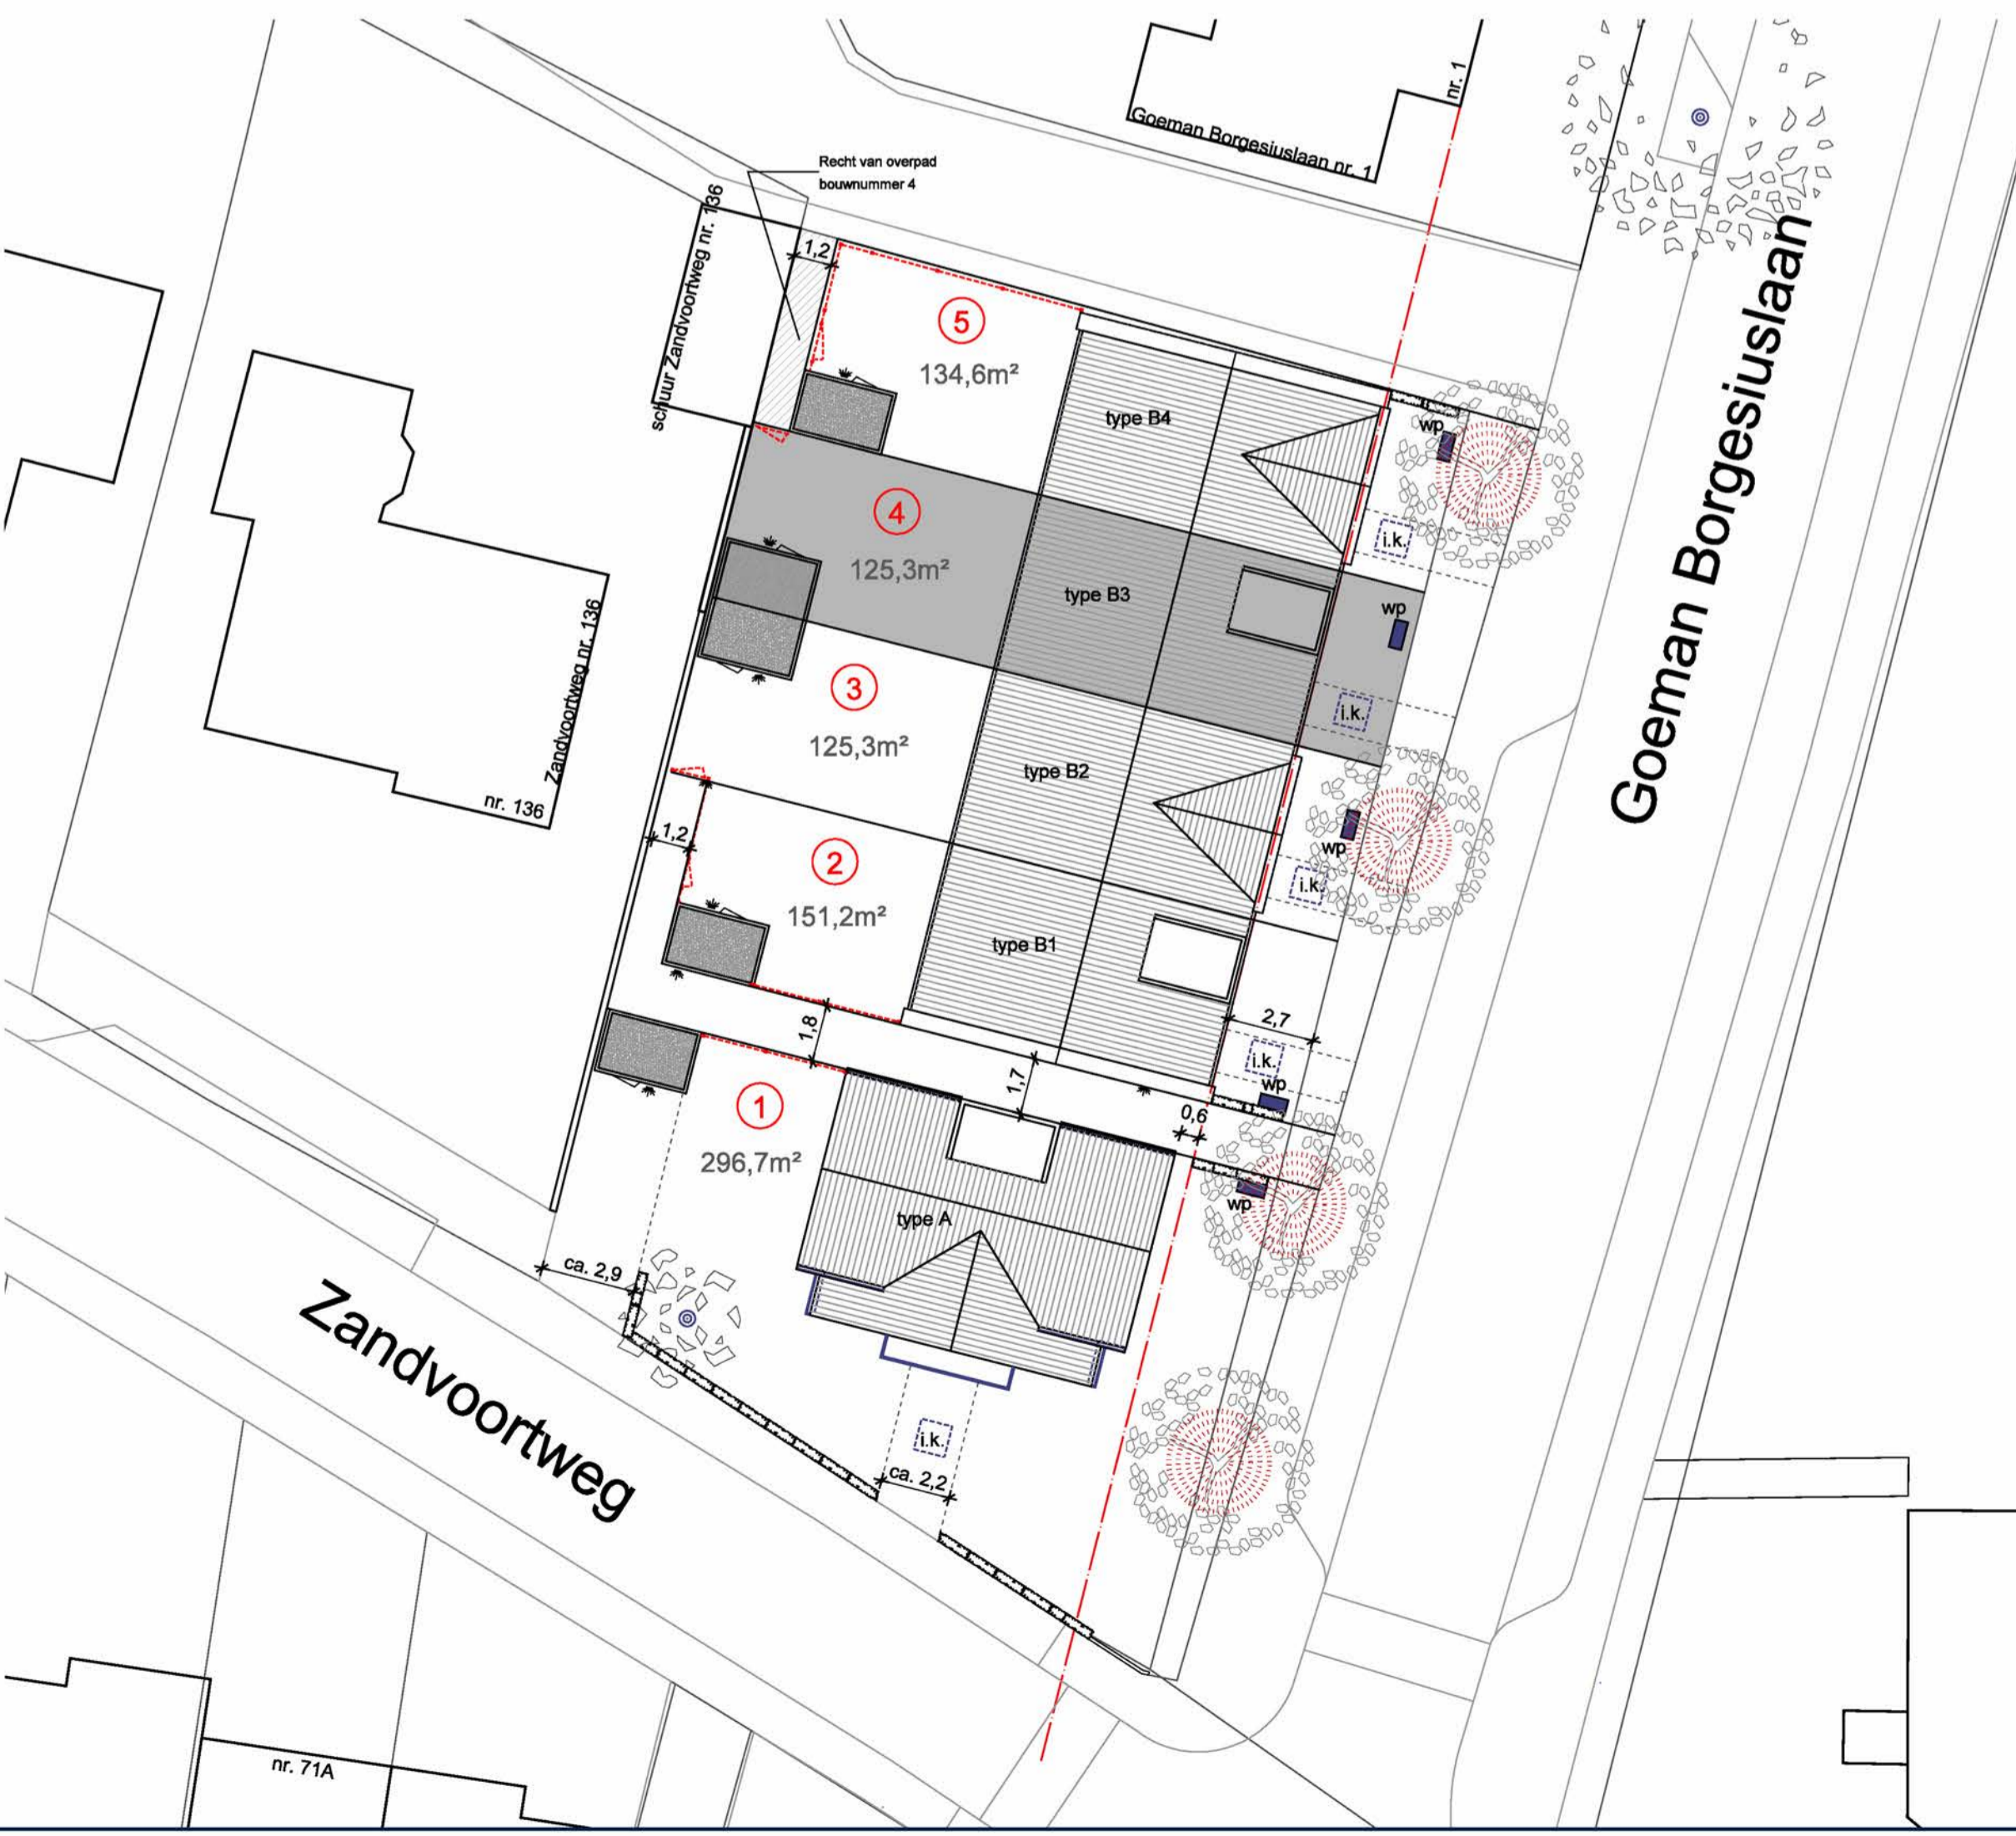 nr. 1
Goeman Borgesiuslaan nr. 1
Recht van overpad
bouwnummer 4
schuur Zandvoortweg nr. 136
1,2
5
134,6m²
type B4
wp
i.k.
Goeman Borgesiuslaan
4
125,3m²
type B3
wp
i.k.
Zandvoortweg nr. 136
nr. 136
3
125,3m²
type B2
wp
i.k.
1,2
2
151,2m²
type B1
2,7
i.k.
wp
1,8
1,7
0,6
1
296,7m²
type A
wp
ca. 2,9
i.k.
ca. 2,2
Zandvoortweg
nr. 71A